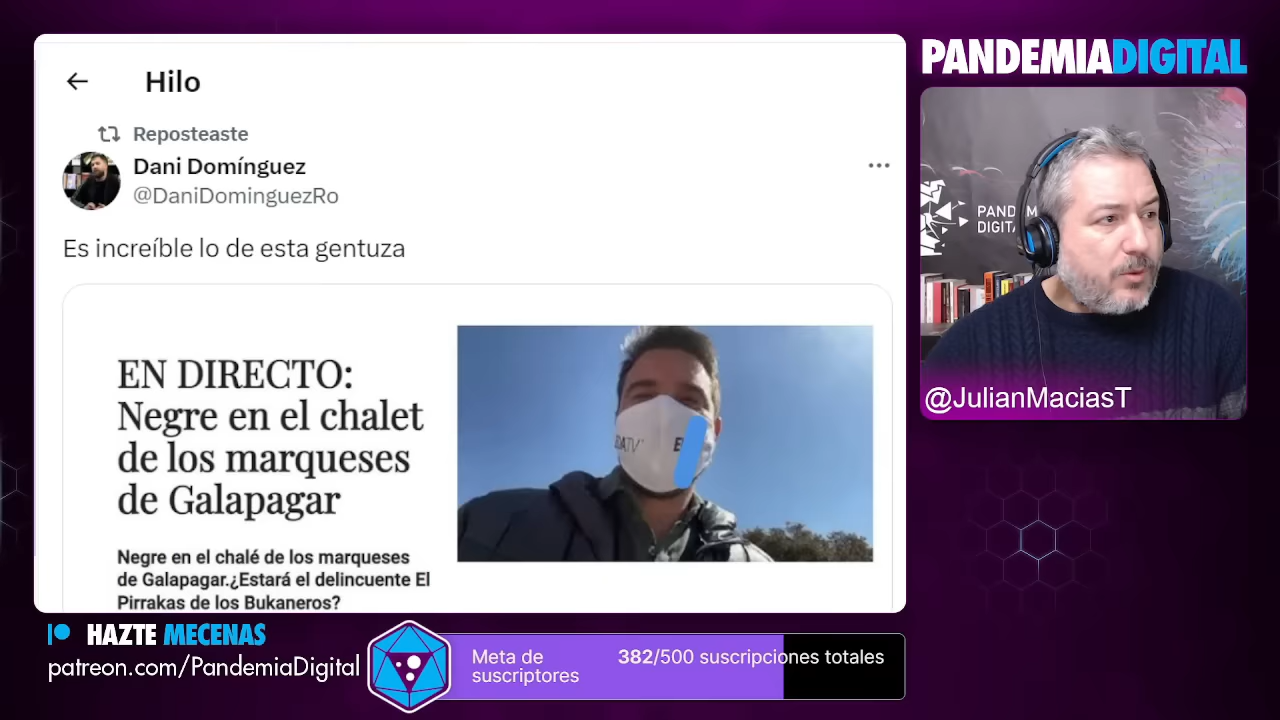 Hilo
Reposteaste
Dani Domínguez
@DaniDominguezRo
Es increíble lo de esta gentuza
EN DIRECTO:
Negre en el chalet
de los marqueses
de Galapagar
Negre en el chalé de los marqueses
de Galapagar.¿Estará el delincuente El
Pirrakas de los Bukaneros?
PANDEMIADIGITAL
@JulianMaciasT
HAZTE MECENAS
patreon.com/PandemiaDigital
Meta de
suscriptores
382/500 suscripciones totales